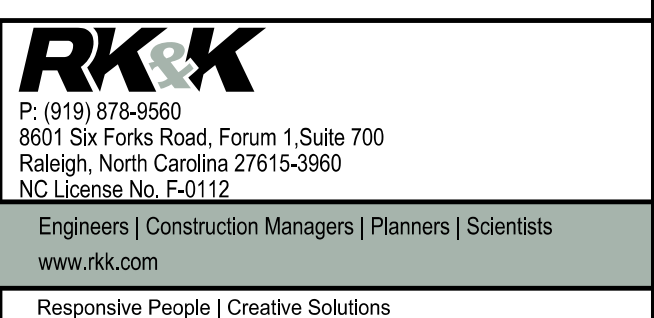 RK&K
P: (919) 878-9560
8601 Six Forks Road, Forum 1,Suite 700
Raleigh, North Carolina 27615-3960
NC License No. F-0112
Engineers | Construction Managers | Planners | Scientists
www.rkk.com
Responsive People | Creative Solutions